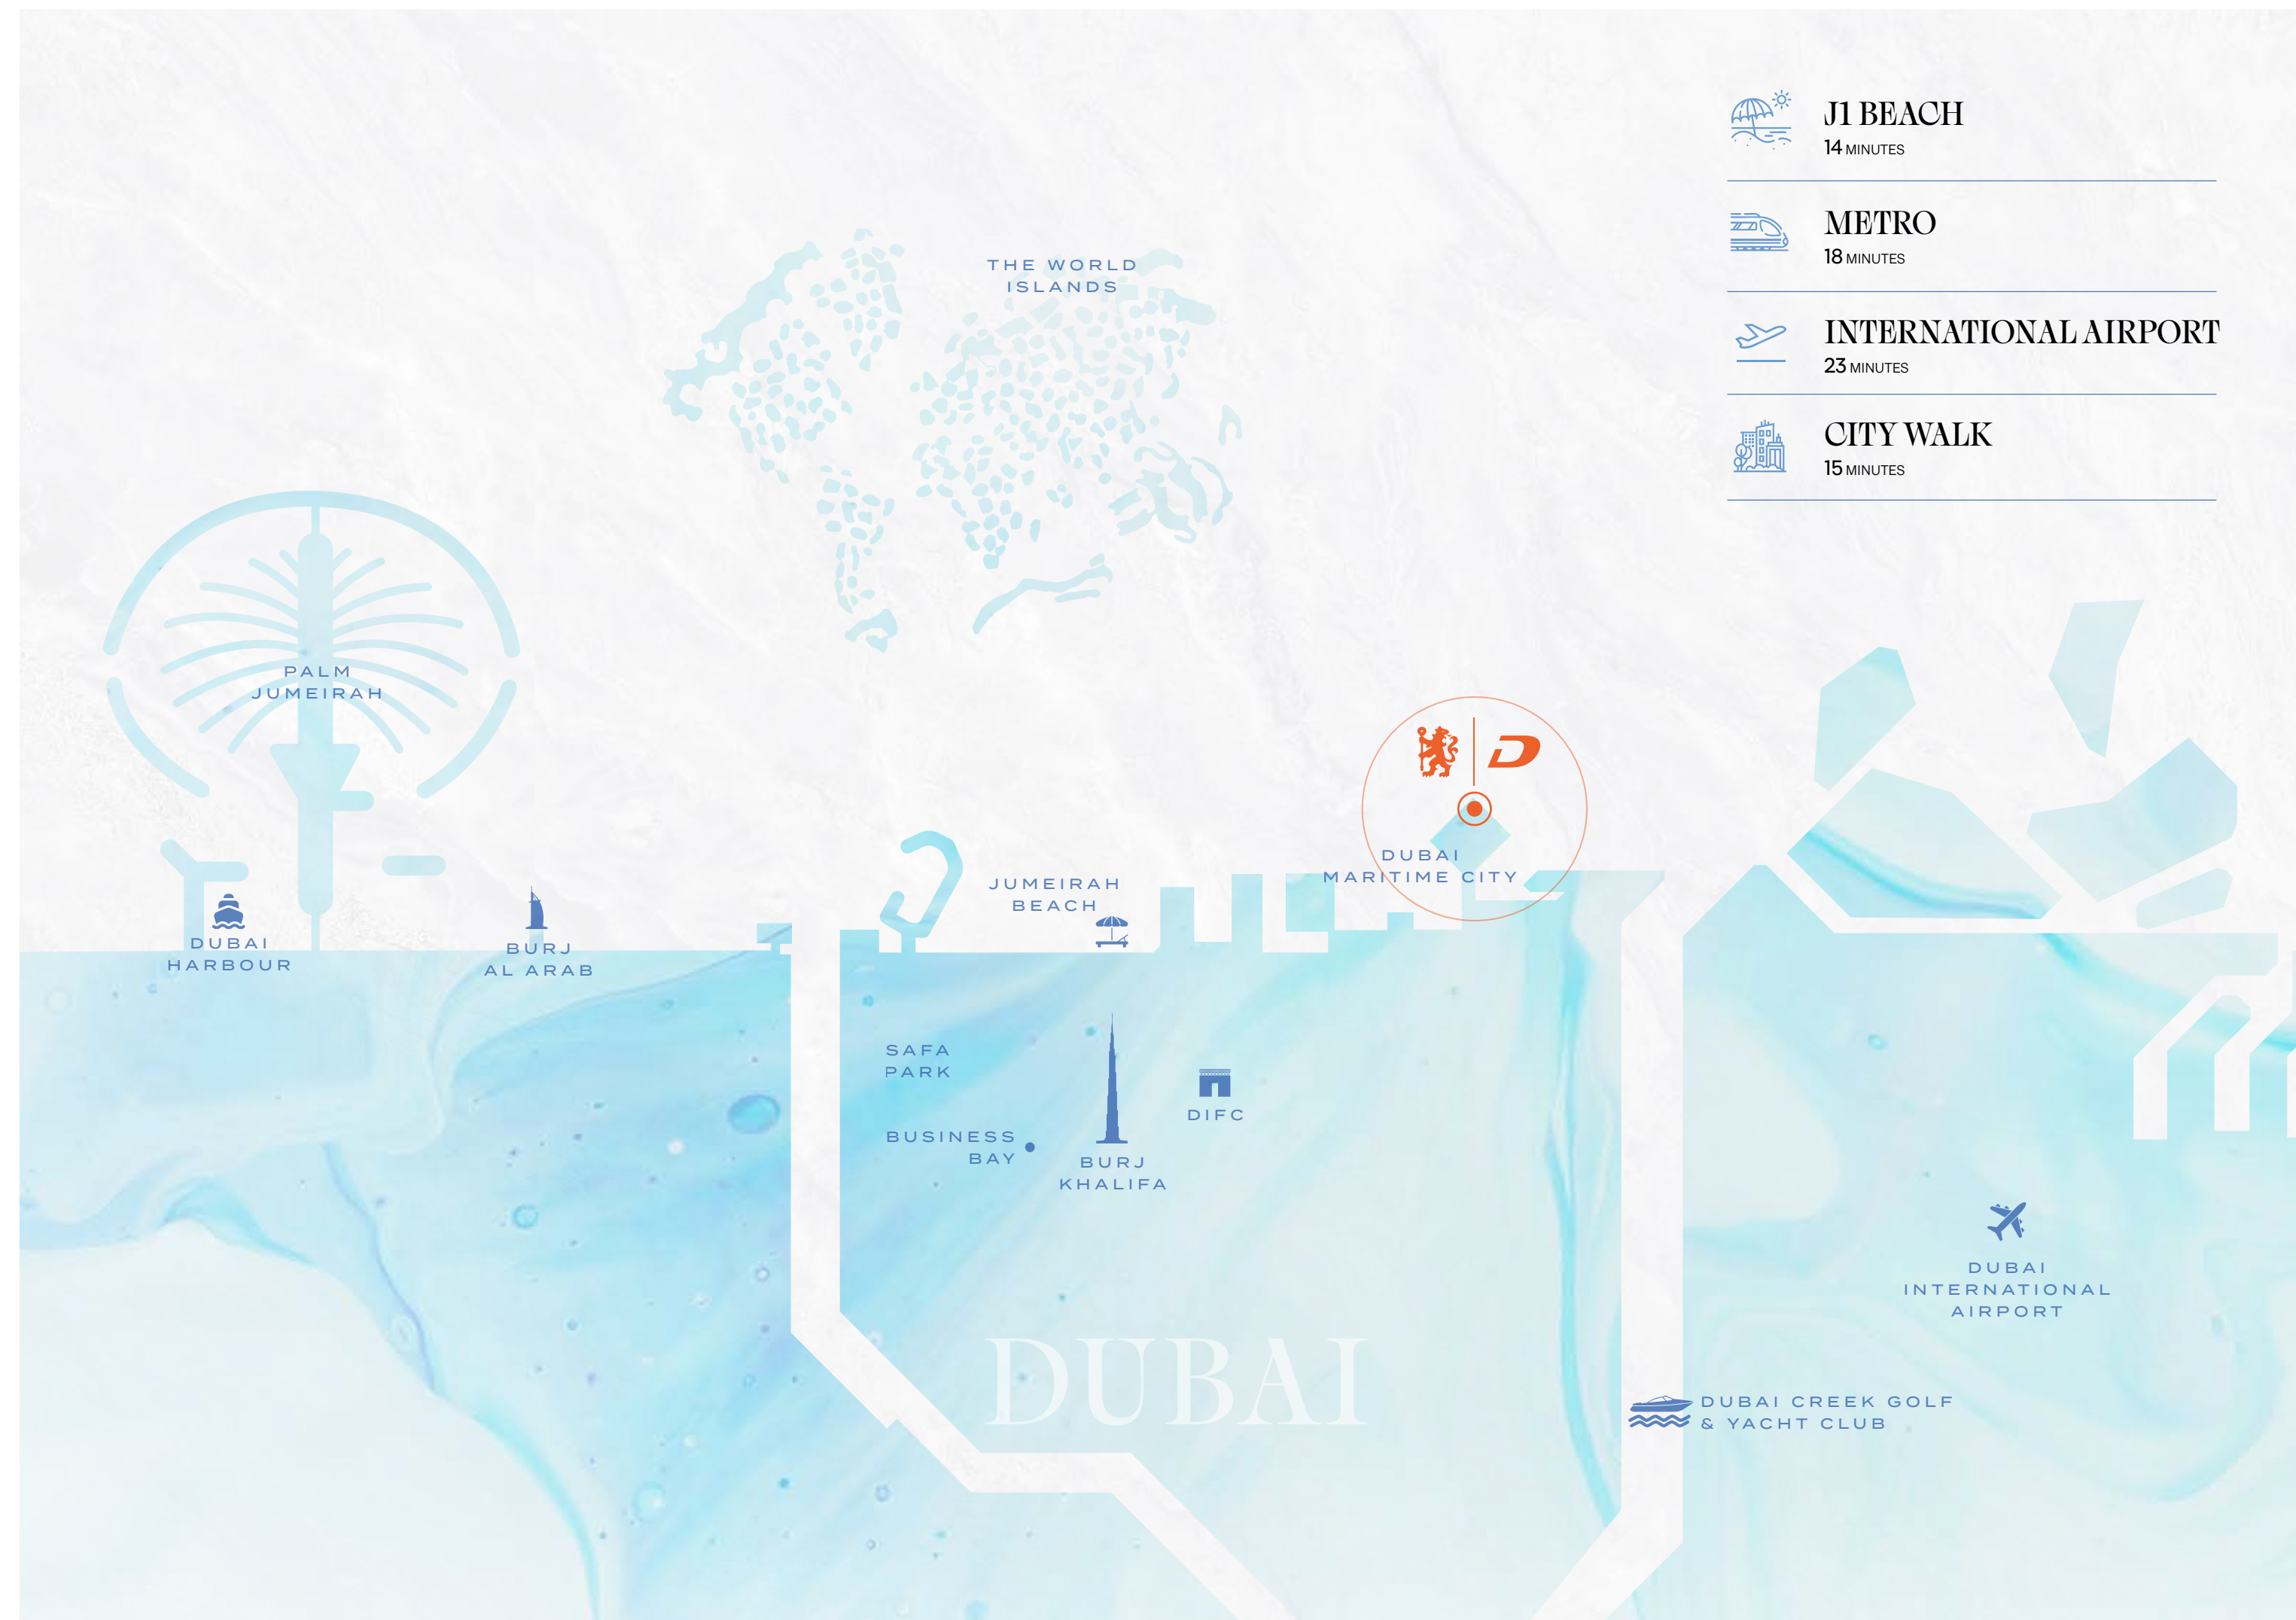 J1 BEACH
14 MINUTES
METRO
18 MINUTES
INTERNATIONAL AIRPORT
23 MINUTES
CITY WALK
15 MINUTES
THE WORLD
ISLANDS
PALM
JUMEIRAH
D
DUBAI
MARITIME CITY
JUMEIRAH
BEACH
DUBAI
HARBOUR
BURJ
AL ARAB
SAFA
PARK
DIFC
BUSINESS
BAY
BURJ
KHALIFA
DUBAI
INTERNATIONAL
AIRPORT
DUBAI
DUBAI CREEK GOLF
& YACHT CLUB